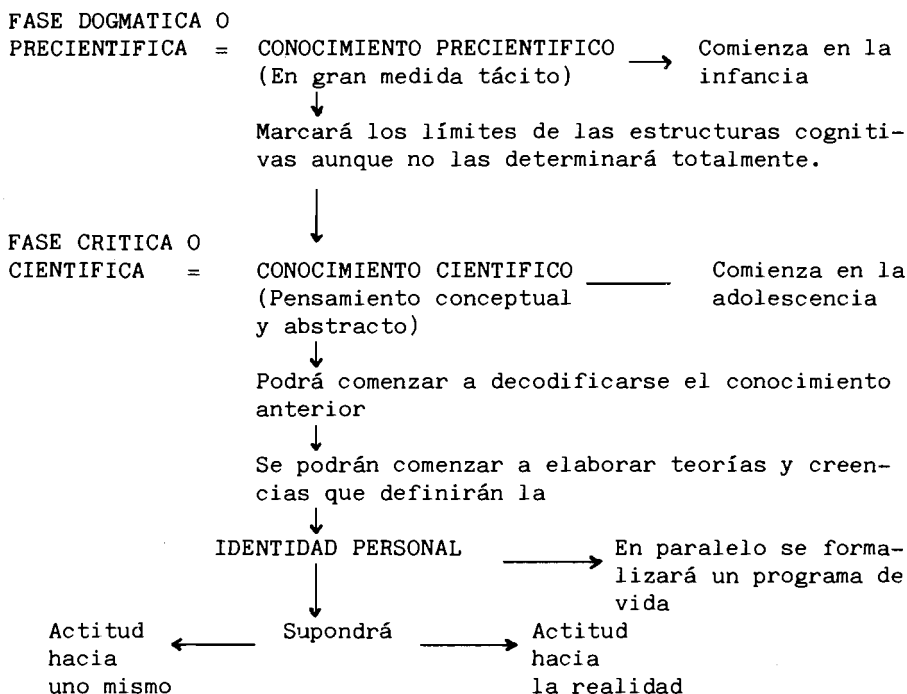 FASE DOGMATICA O
PRECIENTIFICA = CONOCIMIENTO PRECIENTIFICO Comienza en la
(En gran medida tácito) infancia
Marcará los límites de las estructuras cogniti-
vas aunque no las determinará totalmente.
FASE CRITICA O
CIENTIFICA = CONOCIMIENTO CIENTIFICO Comienza en la
(Pensamiento conceptual adolescencia
y abstracto)
Podrá comenzar a decodificarse el conocimiento
anterior
Se podrán comenzar a elaborar teorías y creen-
cias que definirán la
IDENTIDAD PERSONAL En paralelo se forma-
lizará un programa de
vida
Actitud Supondrá Actitud
hacia hacia
uno mismo la realidad